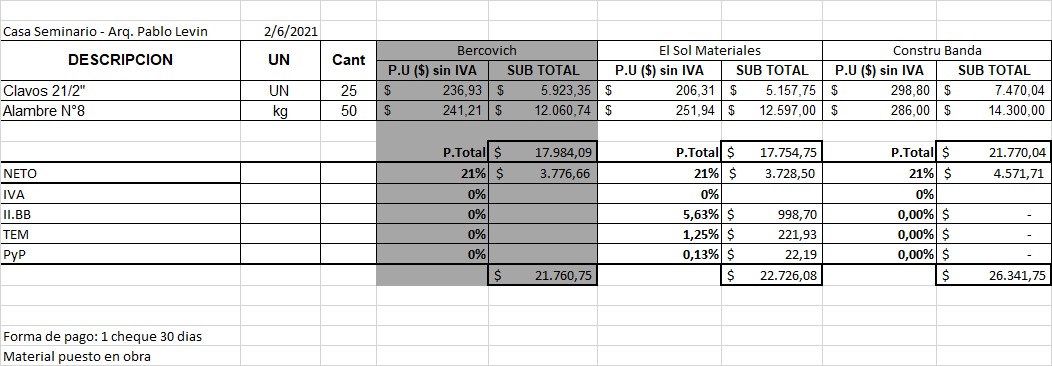 Casa Seminario - Arq. Pablo Levin 2/6/2021
DESCRIPCION UN Cant Bercovich El Sol Materiales Constru Banda
P.U ($) sin IVA SUB TOTAL P.U ($) sin IVA SUB TOTAL P.U ($) sin IVA SUB TOTAL
Clavos 21/2" UN 25 $ 236,93 $ 5.923,35 $ 206,31 $ 5.157,75 $ 298,80 $ 7.470,04
Alambre N°8 kg 50 $ 241,21 $ 12.060,74 $ 251,94 $ 12.597,00 $ 286,00 $ 14.300,00
P.Total $ 17.984,09 P.Total $ 17.754,75 P.Total $ 21.770,04
NETO 21% $ 3.776,66 21% $ 3.728,50 21% $ 4.571,71
IVA 0% 0% 0%
II.BB 0% 5,63% $ 998,70 0,00% $ -
TEM 0% 1,25% $ 221,93 0,00% $ -
PyP 0% 0,13% $ 22,19 0,00% $ -
$ 21.760,75 $ 22.726,08 $ 26.341,75
Forma de pago: 1 cheque 30 dias
Material puesto en obra